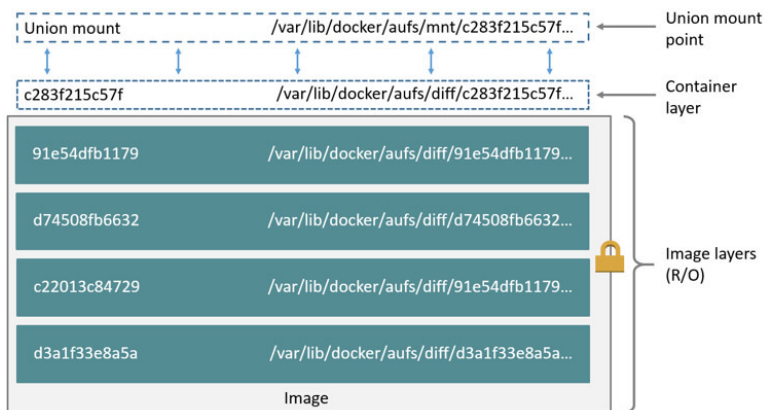 Union mount /var/lib/docker/aufs/mnt/c283f215c57f...
Union mount
point
c283f215c57f /var/lib/docker/aufs/diff/c283f215c57f...
Container
layer
91e54dfb1179 /var/lib/docker/aufs/diff/91e54dfb1179...
d74508fb6632 /var/lib/docker/aufs/diff/d74508fb6632...
c22013c84729 /var/lib/docker/aufs/diff/91e54dfb1179...
d3a1f33e8a5a /var/lib/docker/aufs/diff/d3a1f33e8a5a...
Image layers
(R/O)
Image